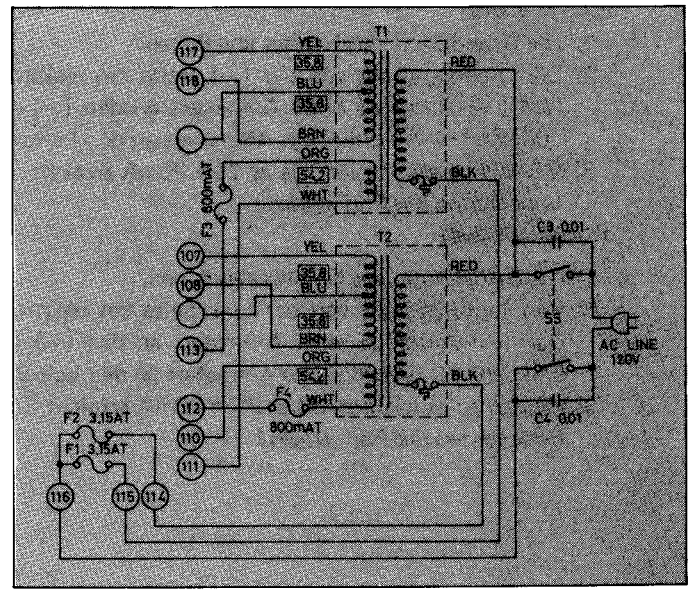 T1
117
YEL
35,8
RED
118
BLU
35,8
BRN
ORG
54,2
BLK
F3 800mAT
WHT
C3 0.01
T2
107
YEL
35,8
RED
108
BLU
S5
35,8
AC LINE
120V
113
BRN
ORG
54,2
BLK
F4
112
WHT
800mAT
C4 0.01
F2 3,15AT
110
F1 3,15AT
111
116
115
114